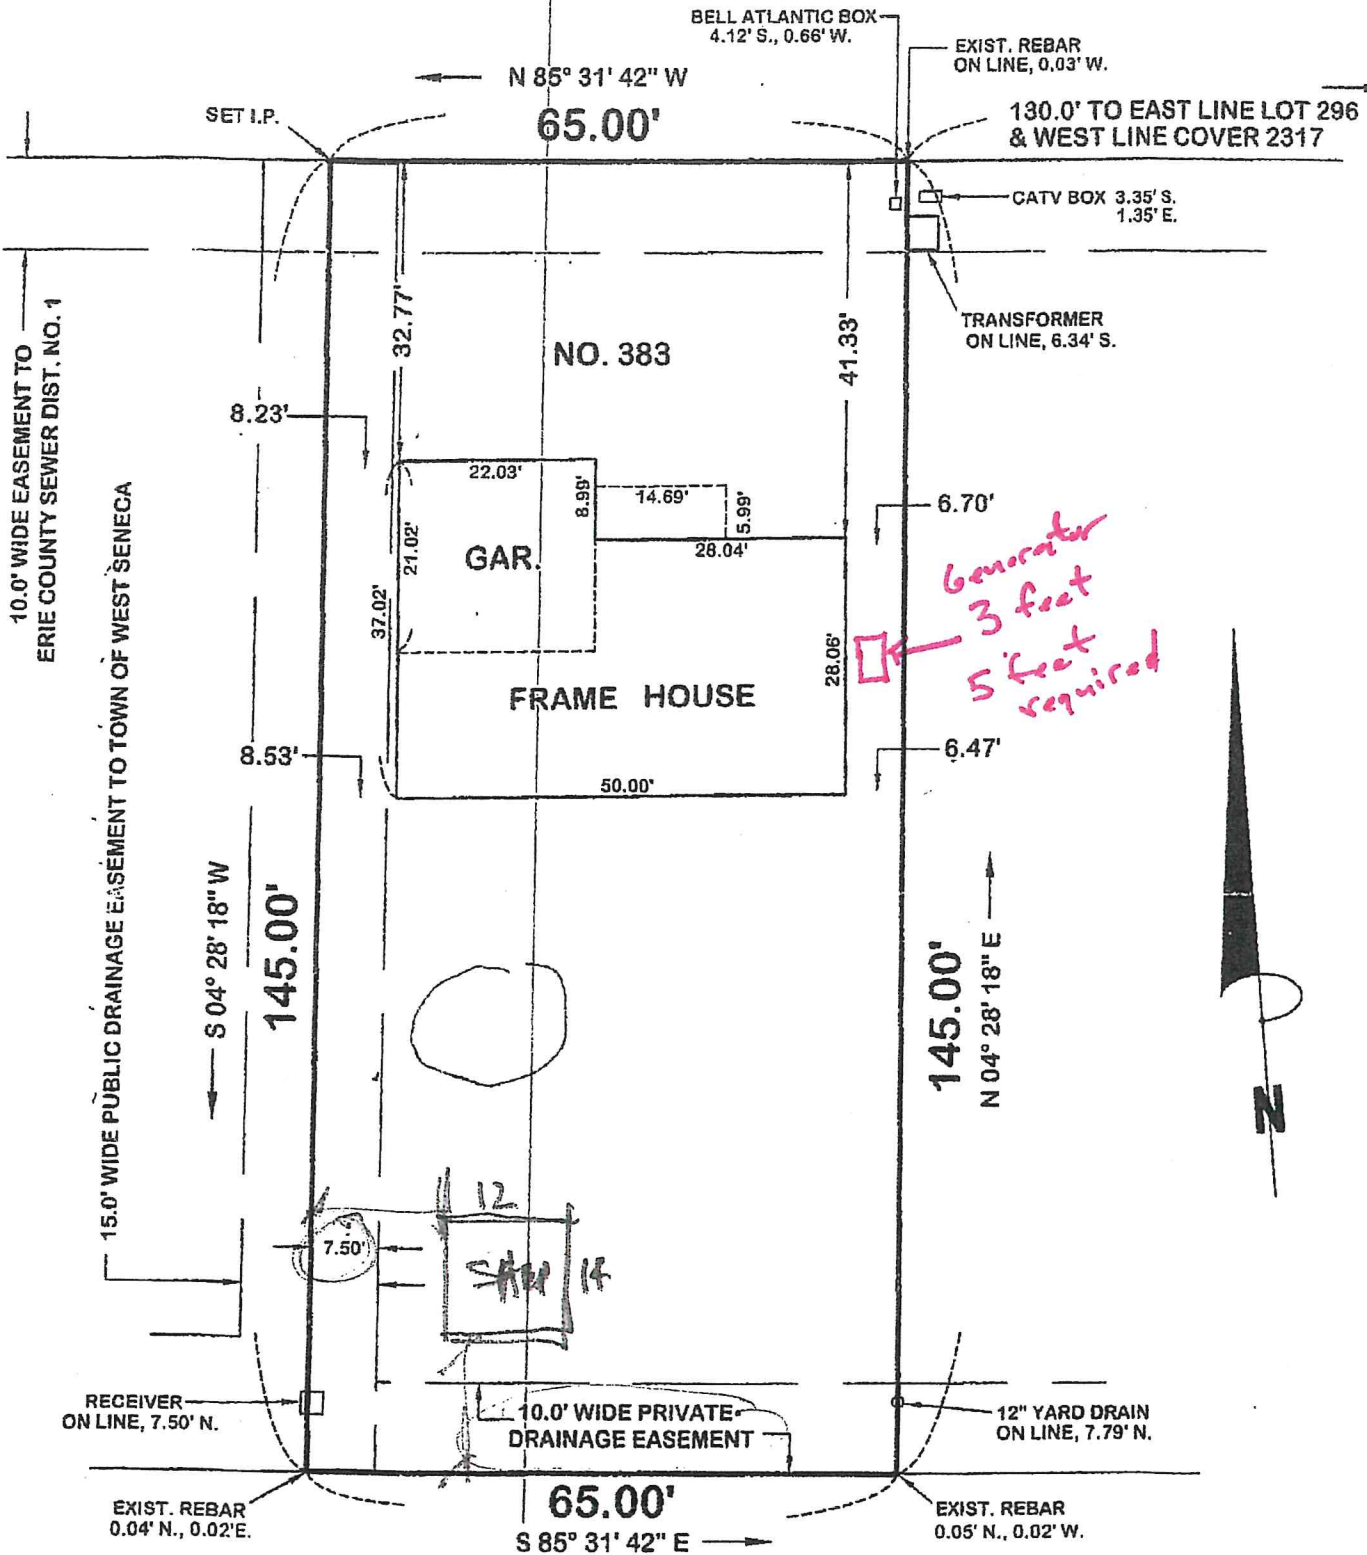 BELL ATLANTIC BOX
4.12' S., 0.66' W.
EXIST. REBAR
ON LINE, 0.03' W.
N 85° 31' 42" W
65.00'
SET I.P.
130.0' TO EAST LINE LOT 296
& WEST LINE COVER 2317
CATV BOX 3.35' S.
1.35' E.
TRANSFORMER
ON LINE, 6.34' S.
10.0' WIDE EASEMENT TO
ERIE COUNTY SEWER DIST. NO. 1
32.77'
NO. 383
41.33'
8.23'
22.03'
8.99'
14.69'
5.99'
28.04'
6.70'
21.02'
GAR.
37.02'
28.06'
Generator
3 feet
5 feet
required
FRAME HOUSE
8.53'
50.00'
6.47'
15.0' WIDE PUBLIC DRAINAGE EASEMENT TO TOWN OF WEST SENECA
S 04° 28' 18" W
145.00'
145.00'
N 04° 28' 18" E
N
12
7.50'
SHED
14
RECEIVER
ON LINE, 7.50' N.
10.0' WIDE PRIVATE
DRAINAGE EASEMENT
12" YARD DRAIN
ON LINE, 7.79' N.
EXIST. REBAR
0.04' N., 0.02'E.
65.00'
S 85° 31' 42" E
EXIST. REBAR
0.05' N., 0.02' W.